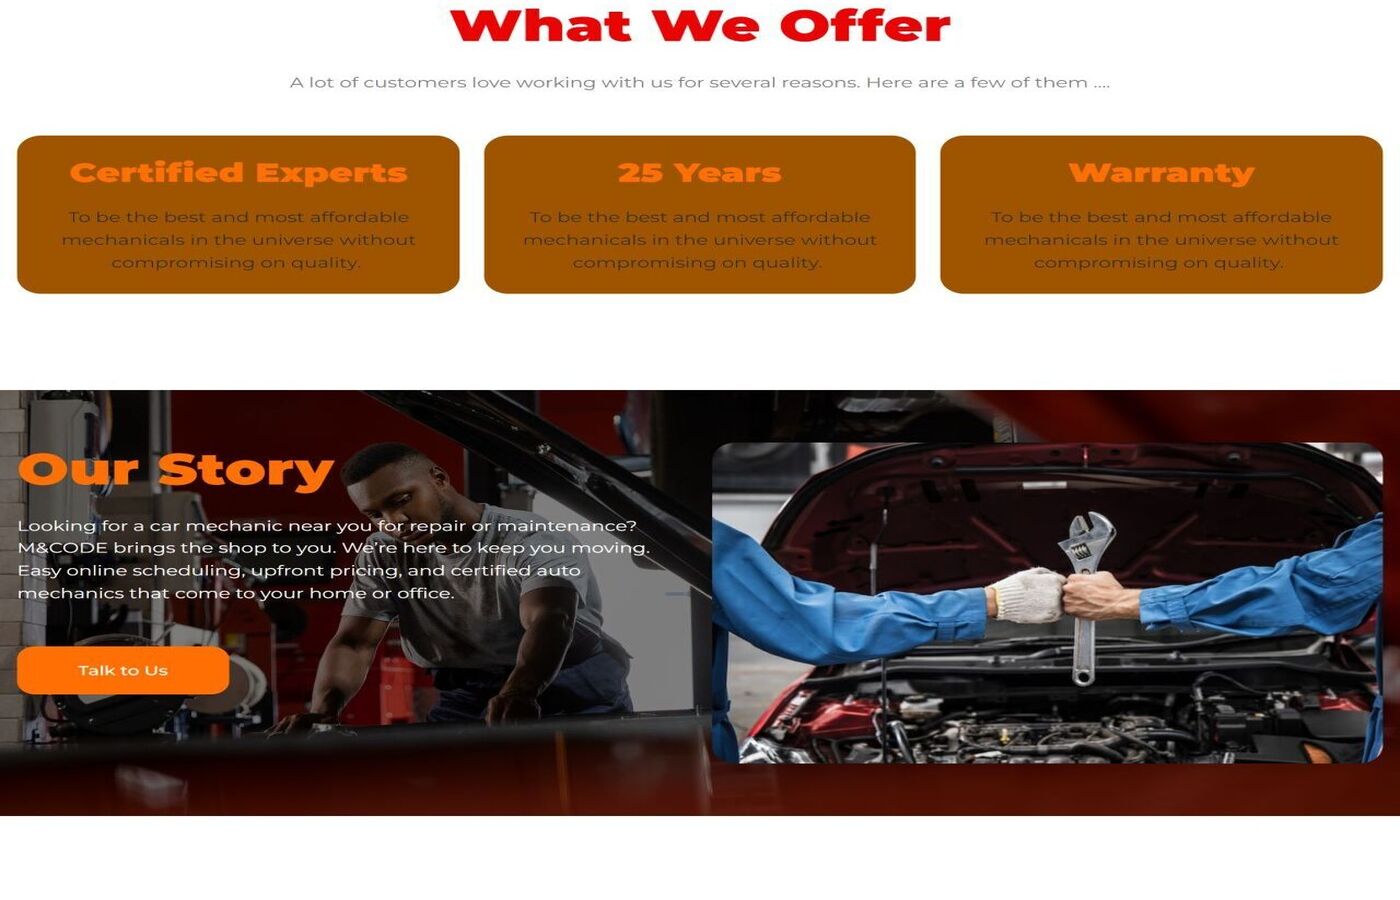 What We Offer
A lot of customers love working with us for several reasons. Here are a few of them ....
Certified Experts
To be the best and most affordable
mechanicals in the universe without
compromising on quality.
25 Years
To be the best and most affordable
mechanicals in the universe without
compromising on quality.
Warranty
To be the best and most affordable
mechanicals in the universe without
compromising on quality.
Our Story
Looking for a car mechanic near you for repair or maintenance?
M&CODE brings the shop to you. We're here to keep you moving.
Easy online scheduling, upfront pricing, and certified auto
mechanics that come to your home or office.
Talk to Us